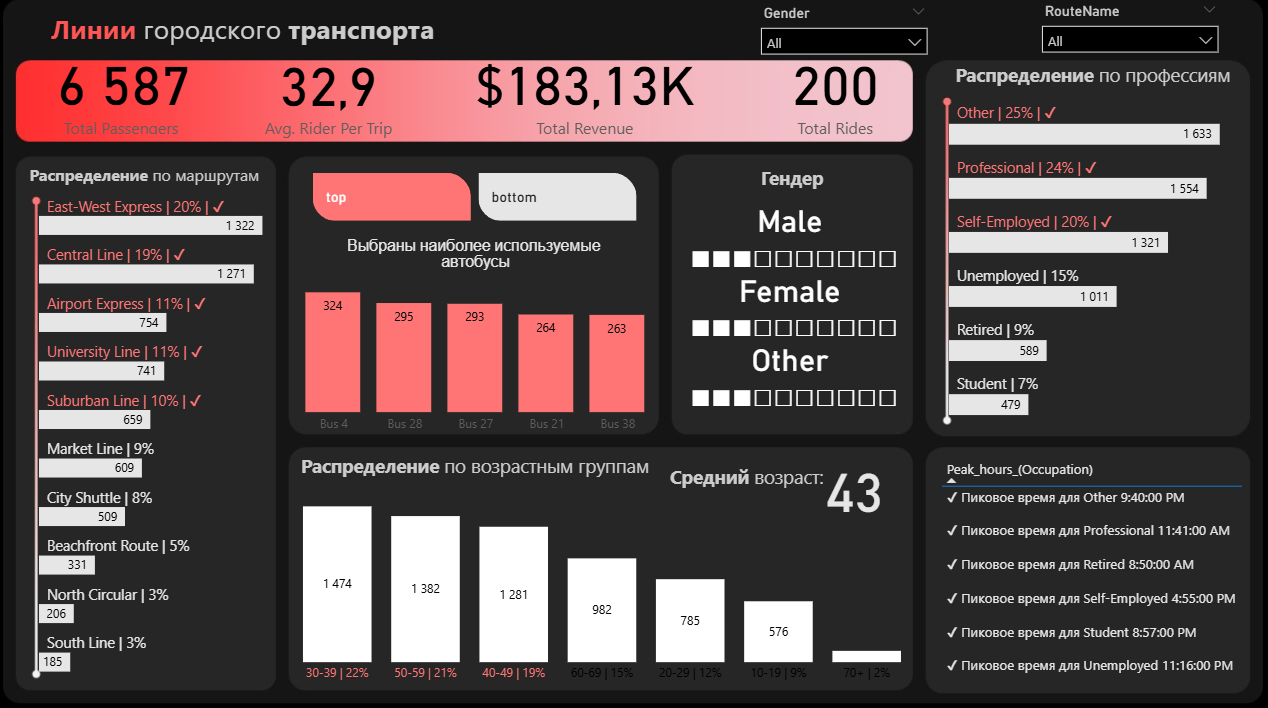 Линии городского транспорта
Gender
All
RouteName
All
6 587
Total Passengers
32,9
Avg. Rider Per Trip
$183,13K
Total Revenue
200
Total Rides
Распределение по маршрутам
East-West Express | 20% | ✓
1 322
Central Line | 19% | ✓
1 271
Airport Express | 11% | ✓
754
University Line | 11% | ✓
741
Suburban Line | 10% | ✓
659
Market Line | 9%
609
City Shuttle | 8%
509
Beachfront Route | 5%
331
North Circular | 3%
206
South Line | 3%
185
top
bottom
Выбраны наиболее используемые
автобусы
324
295
293
264
263
Bus 4
Bus 28
Bus 27
Bus 21
Bus 38
Гендер
Male
Female
Other
Распределение по профессиям
Other | 25% | ✓
1 633
Professional | 24% | ✓
1 554
Self-Employed | 20% | ✓
1 321
Unemployed | 15%
1 011
Retired | 9%
589
Student | 7%
479
Распределение по возрастным группам
Средний возраст: 43
1 474
1 382
1 281
982
785
576
30-39 | 22%
50-59 | 21%
40-49 | 19%
60-69 | 15%
20-29 | 12%
10-19 | 9%
70+ | 2%
Peak_hours_(Occupation)
✓ Пиковое время для Other 9:40:00 PM
✓ Пиковое время для Professional 11:41:00 AM
✓ Пиковое время для Retired 8:50:00 AM
✓ Пиковое время для Self-Employed 4:55:00 PM
✓ Пиковое время для Student 8:57:00 PM
✓ Пиковое время для Unemployed 11:16:00 PM